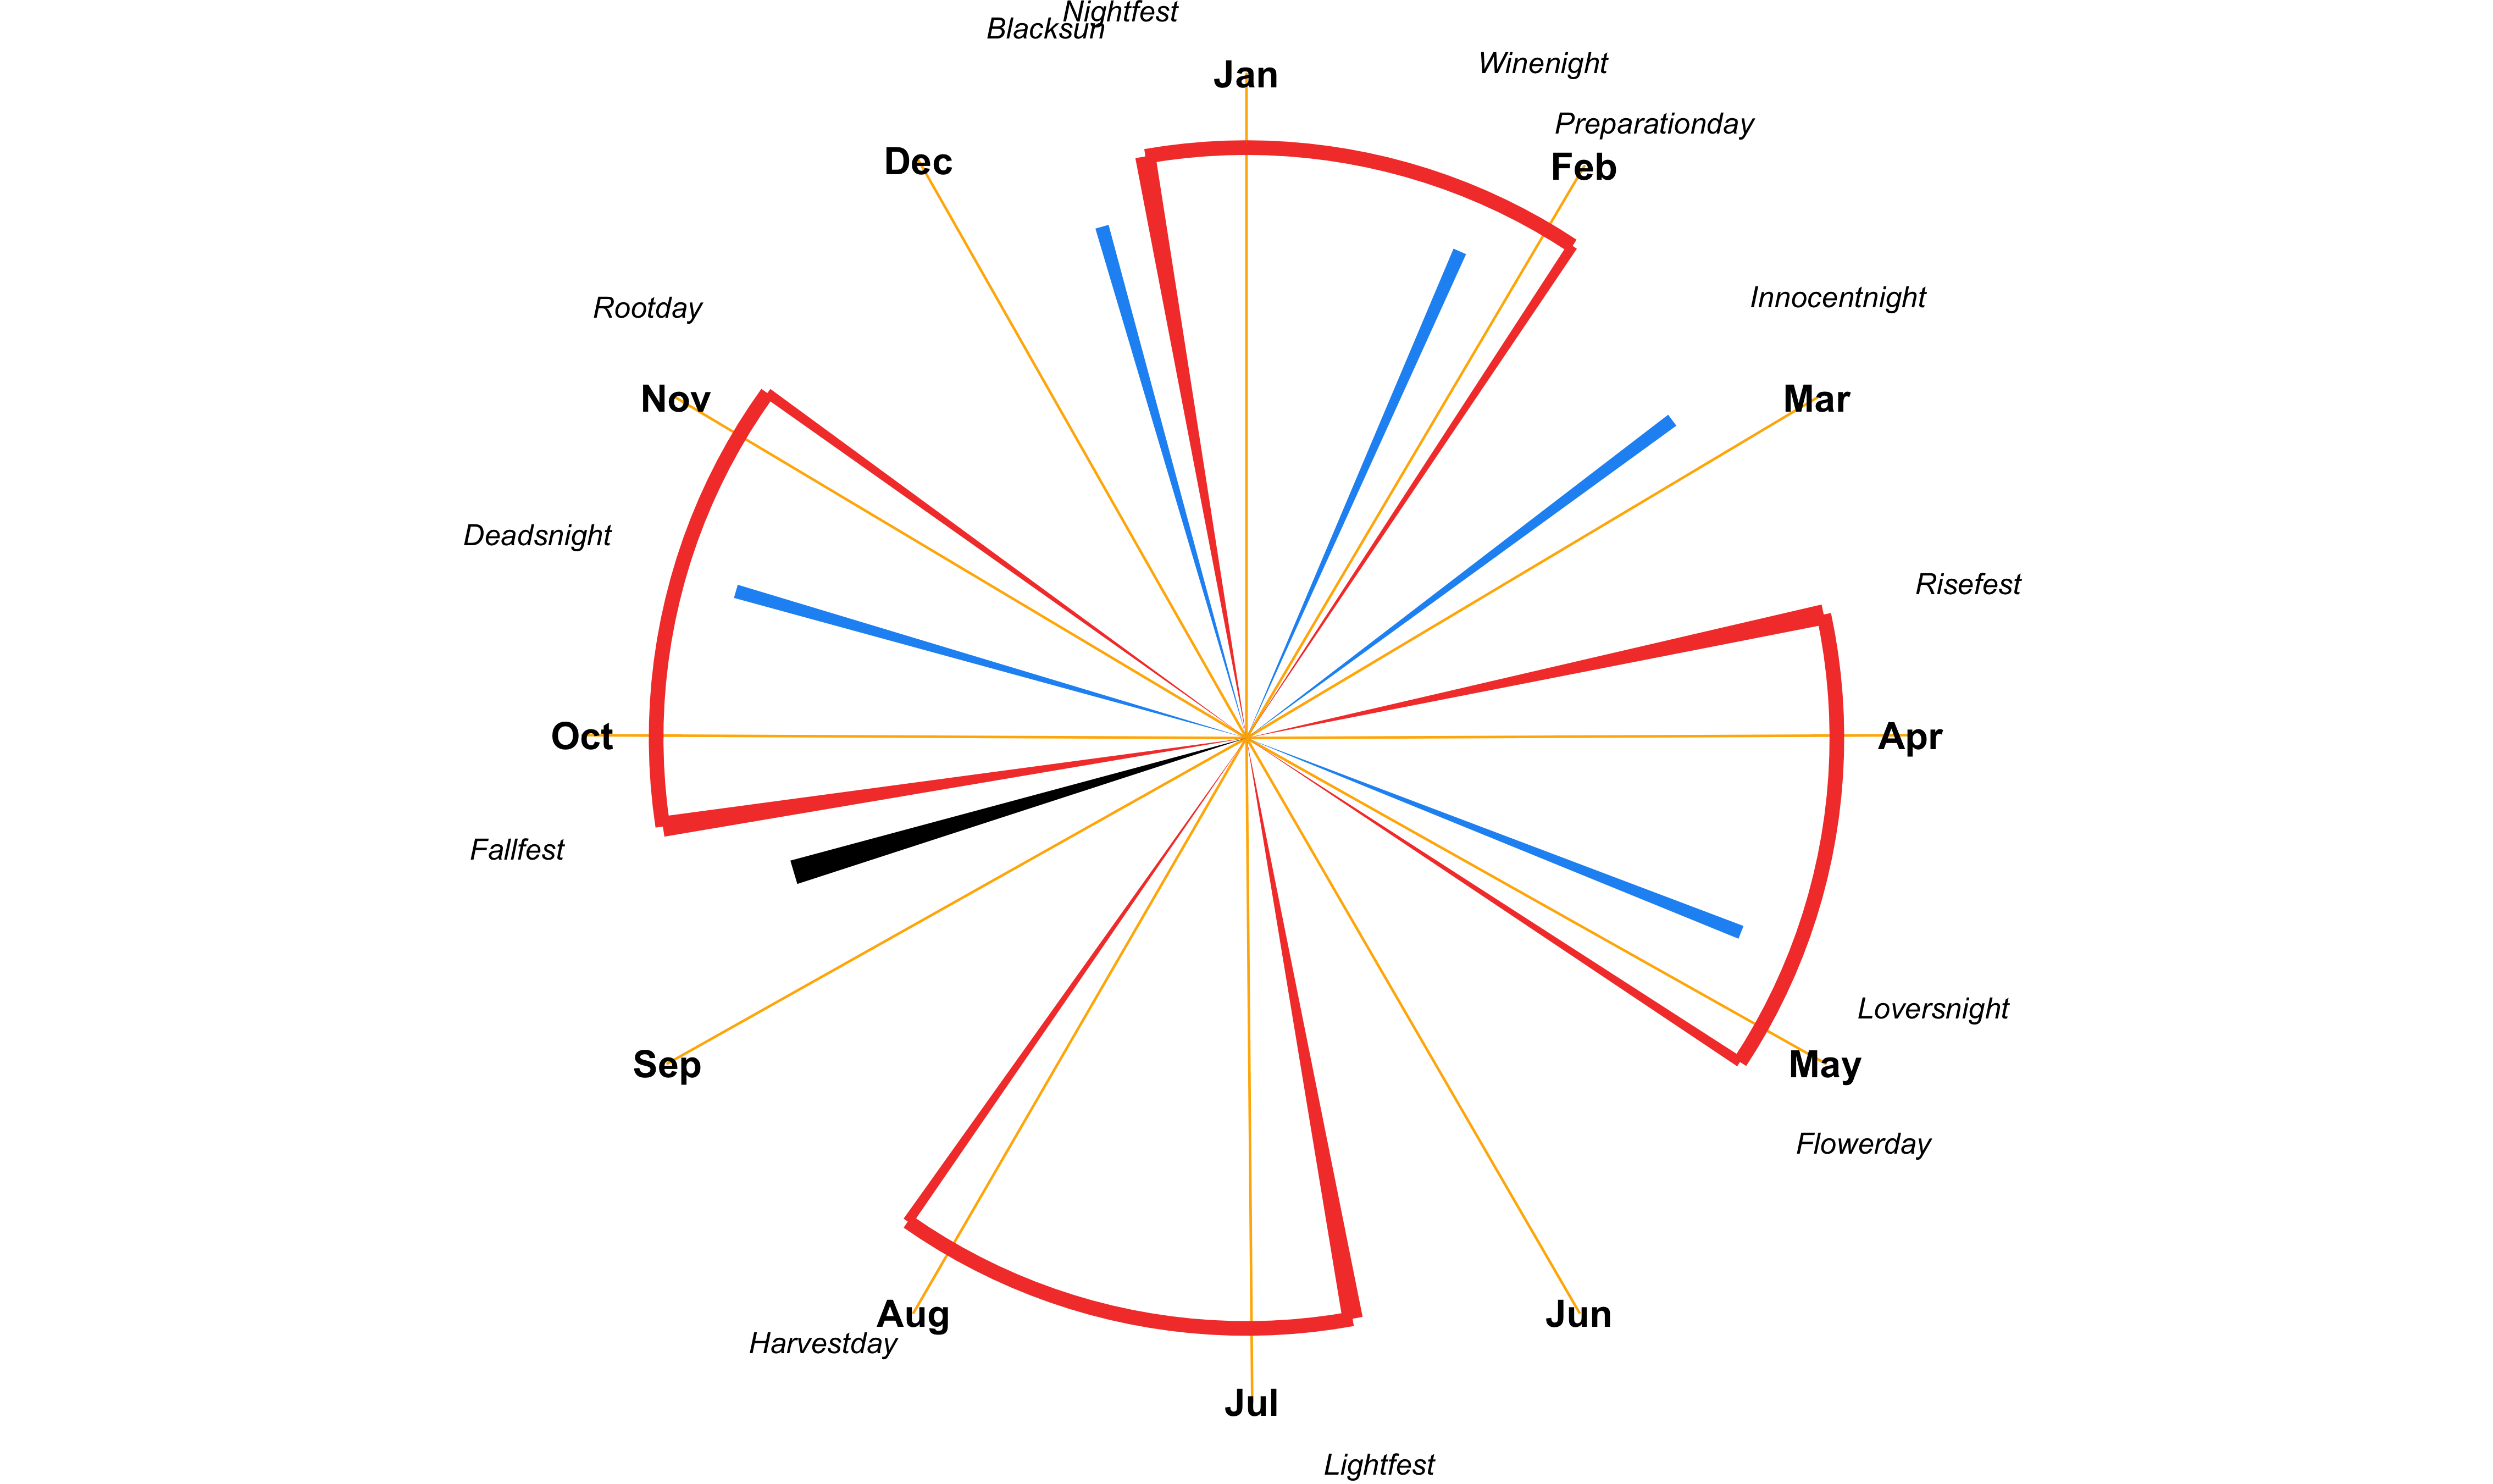 Nightfest
Blacksun
Winenight
Jan
Preparationday
Dec
Feb
Innocentnight
Rootday
Nov
Mar
Deadsnight
Risefest
Oct
Apr
Fallfest
Loversnight
Sep
May
Flowerday
Aug
Jun
Harvestday
Jul
Lightfest